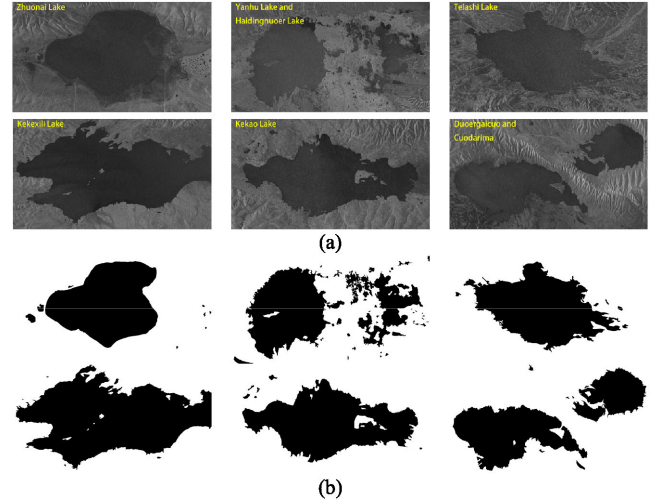 Zhuonai Lake
Yanhu Lake and
Haidingnuoer Lake
Telashi Lake
Kekexili Lake
Kekao Lake
Duoergaicuo and
Cuodarima
(a)
(b)